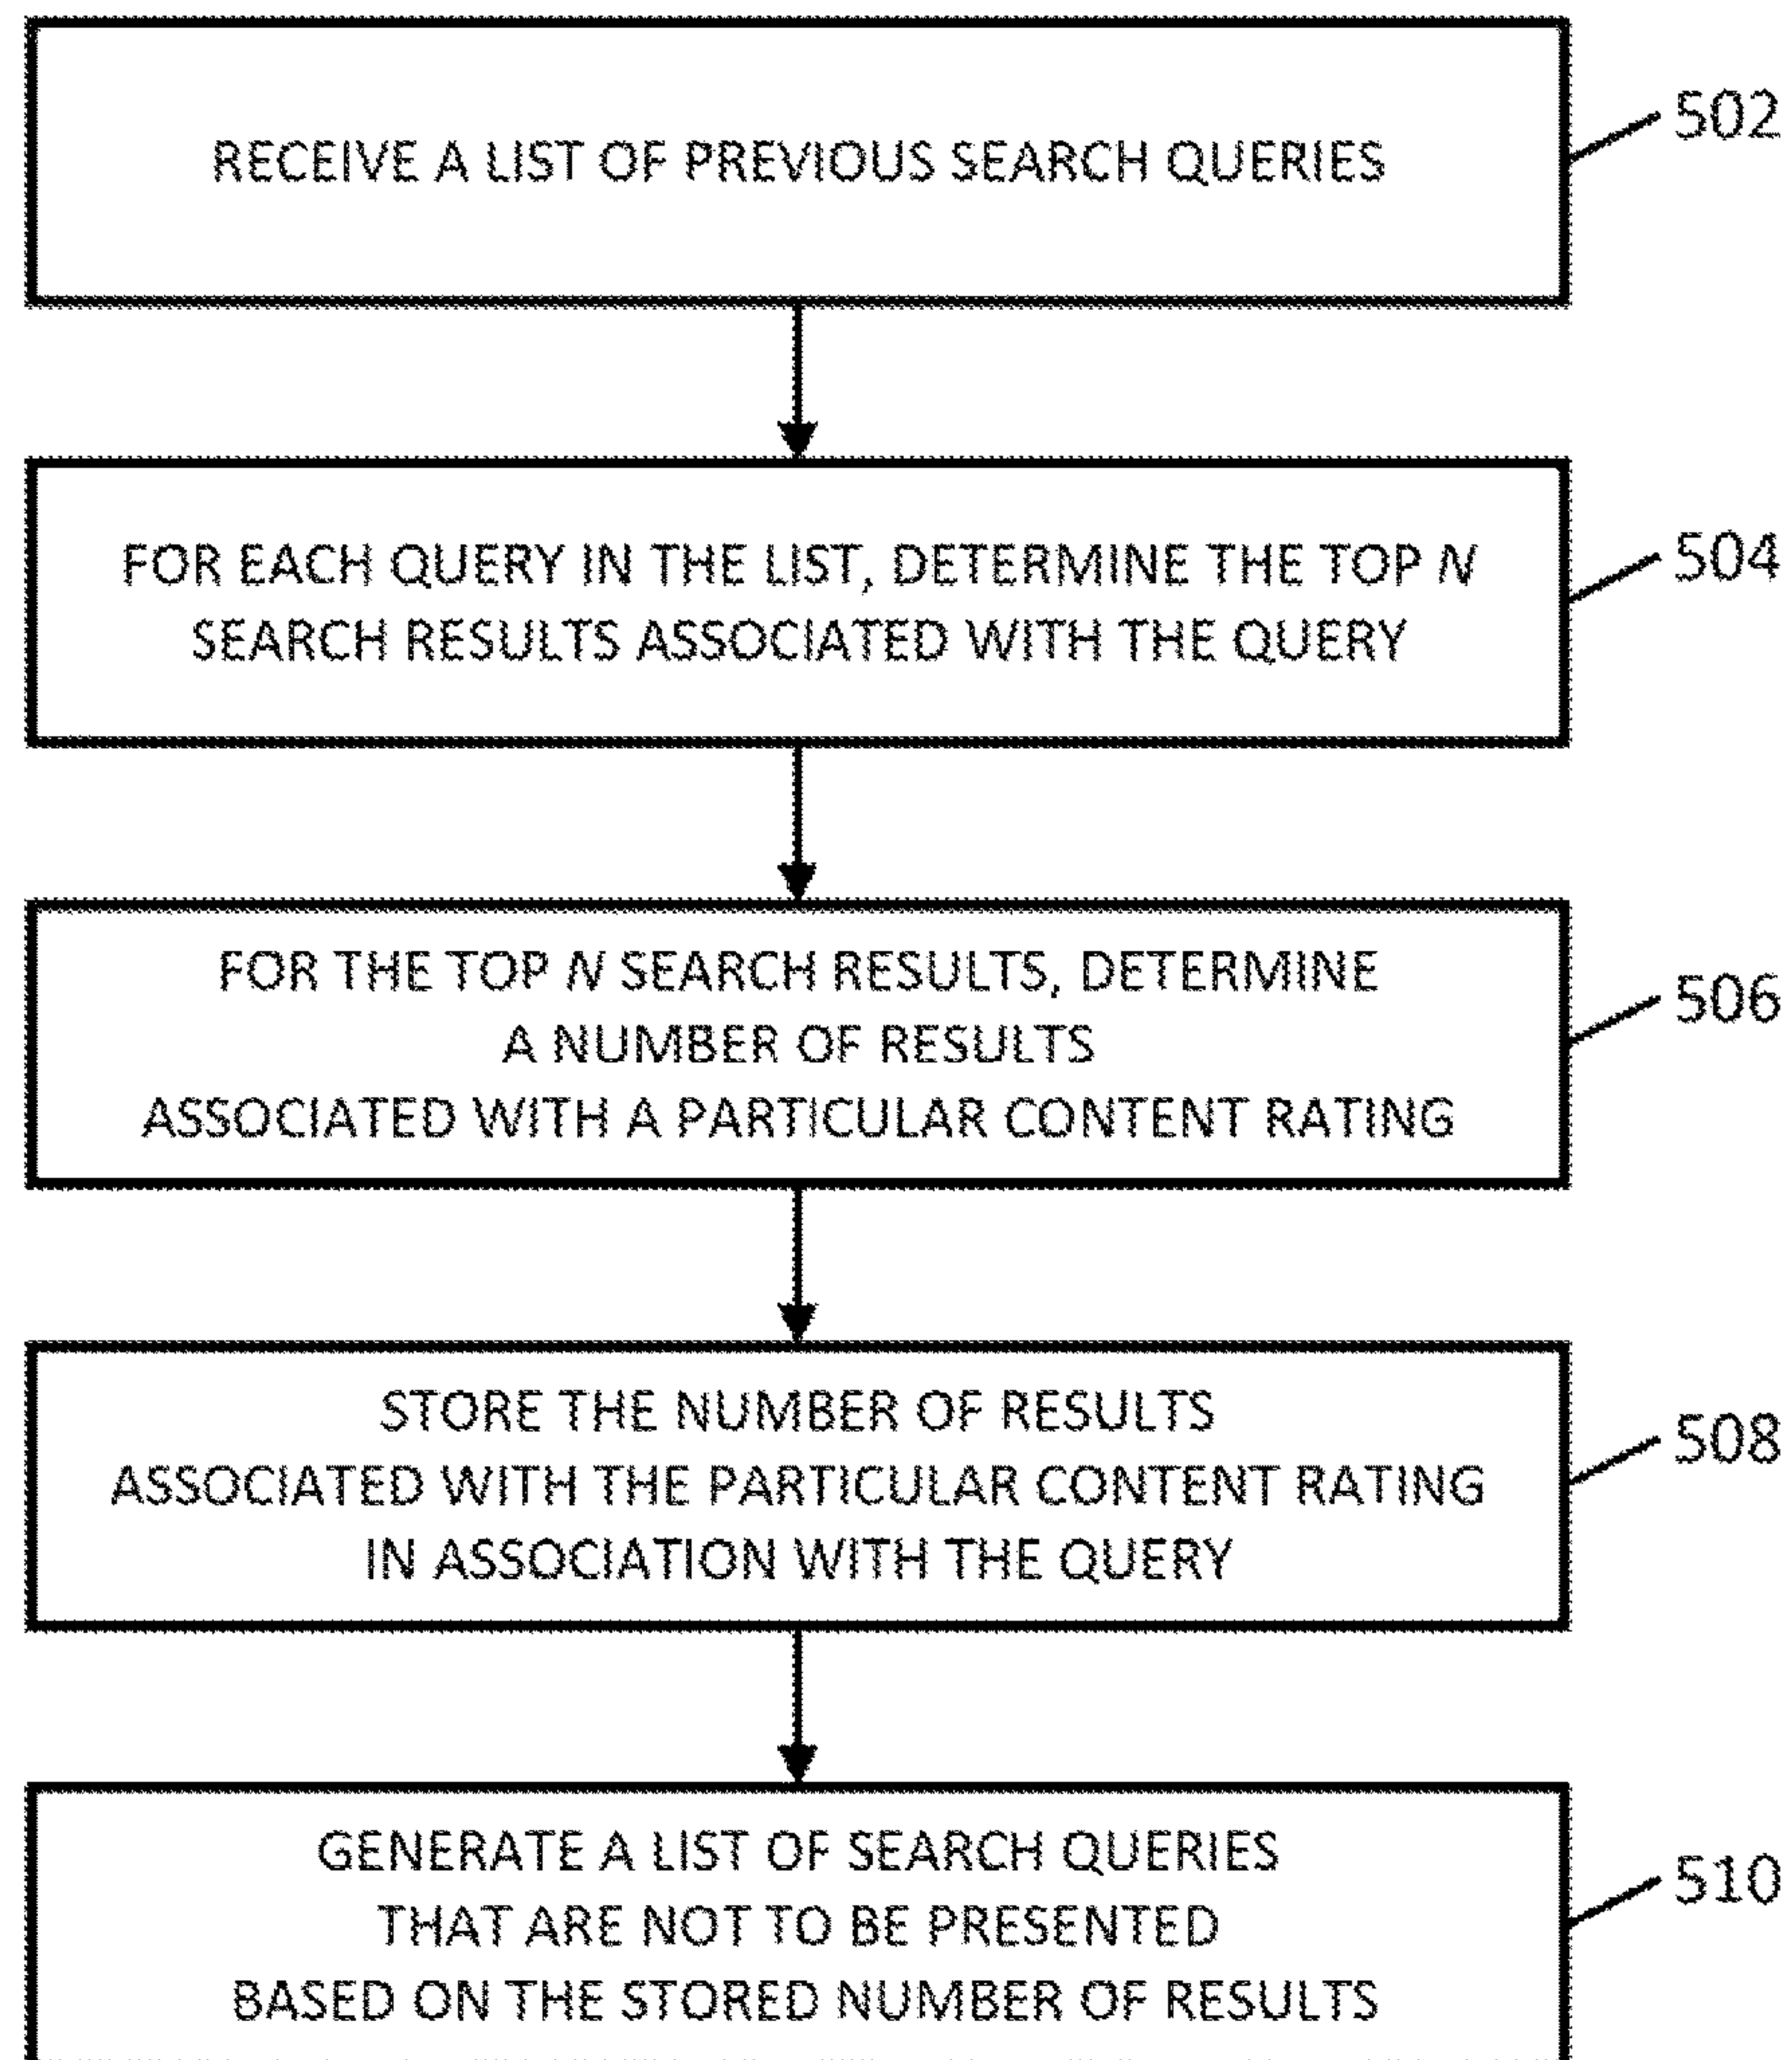 RECEIVE A LIST OF PREVIOUS SEARCH QUERIES
502
FOR EACH QUERY IN THE LIST, DETERMINE THE TOP N
SEARCH RESULTS ASSOCIATED WITH THE QUERY
504
FOR THE TOP N SEARCH RESULTS, DETERMINE
A NUMBER OF RESULTS
ASSOCIATED WITH A PARTICULAR CONTENT RATING
506
STORE THE NUMBER OF RESULTS
ASSOCIATED WITH THE PARTICULAR CONTENT RATING
IN ASSOCIATION WITH THE QUERY
508
GENERATE A LIST OF SEARCH QUERIES
THAT ARE NOT TO BE PRESENTED
BASED ON THE STORED NUMBER OF RESULTS
510